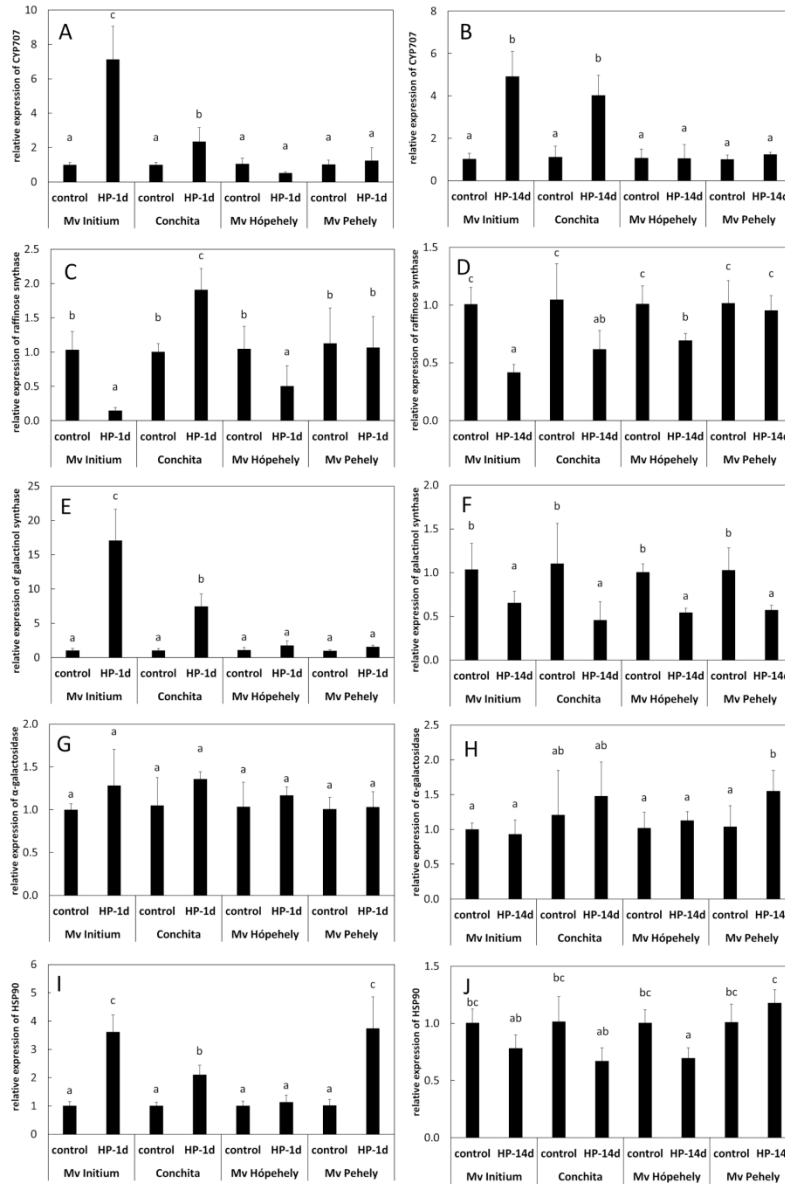 A
relative expression of CYP707
10
8
6
4
2
0
a c a b a a a a
control HP-1d control HP-1d control HP-1d control HP-1d
Mv Initium Conchita Mv Hópehely Mv Pehely
B
relative expression of CYP707
8
6
4
2
0
a b a b a a a a
control HP-14d control HP-14d control HP-14d control HP-14d
Mv Initium Conchita Mv Hópehely Mv Pehely
C
relative expression of raffinose snythase
2.5
2.0
1.5
1.0
0.5
0.0
b a b c b a b b
control HP-1d control HP-1d control HP-1d control HP-1d
Mv Initium Conchita Mv Hópehely Mv Pehely
D
relative expression of raffinose synthase
1.5
1.0
0.5
0.0
c a c ab c b c c
control HP-14d control HP-14d control HP-14d control HP-14d
Mv Initium Conchita Mv Hópehely Mv Pehely
E
relative expression of galactinol synthase
25
20
15
10
5
0
a c a b a a a a
control HP-1d control HP-1d control HP-1d control HP-1d
Mv Initium Conchita Mv Hópehely Mv Pehely
F
relative expression of galactinol synthase
2.0
1.5
1.0
0.5
0.0
b a b a b a b a
control HP-14d control HP-14d control HP-14d control HP-14d
Mv Initium Conchita Mv Hópehely Mv Pehely
G
relative expression of α-galactosidase
2.0
1.5
1.0
0.5
0.0
a a a a a a a a
control HP-1d control HP-1d control HP-1d control HP-1d
Mv Initium Conchita Mv Hópehely Mv Pehely
H
relative expression of α-galactosidase
2.5
2.0
1.5
1.0
0.5
0.0
a a ab ab a a a b
control HP-14d control HP-14d control HP-14d control HP-14d
Mv Initium Conchita Mv Hópehely Mv Pehely
I
relative expression of HSP90
6
5
4
3
2
1
0
a c a b a a a c
control HP-1d control HP-1d control HP-1d control HP-1d
Mv Initium Conchita Mv Hópehely Mv Pehely
J
relative expression of HSP90
1.5
1.0
0.5
0.0
bc ab bc ab bc a bc c
control HP-14d control HP-14d control HP-14d control HP-14d
Mv Initium Conchita Mv Hópehely Mv Pehely